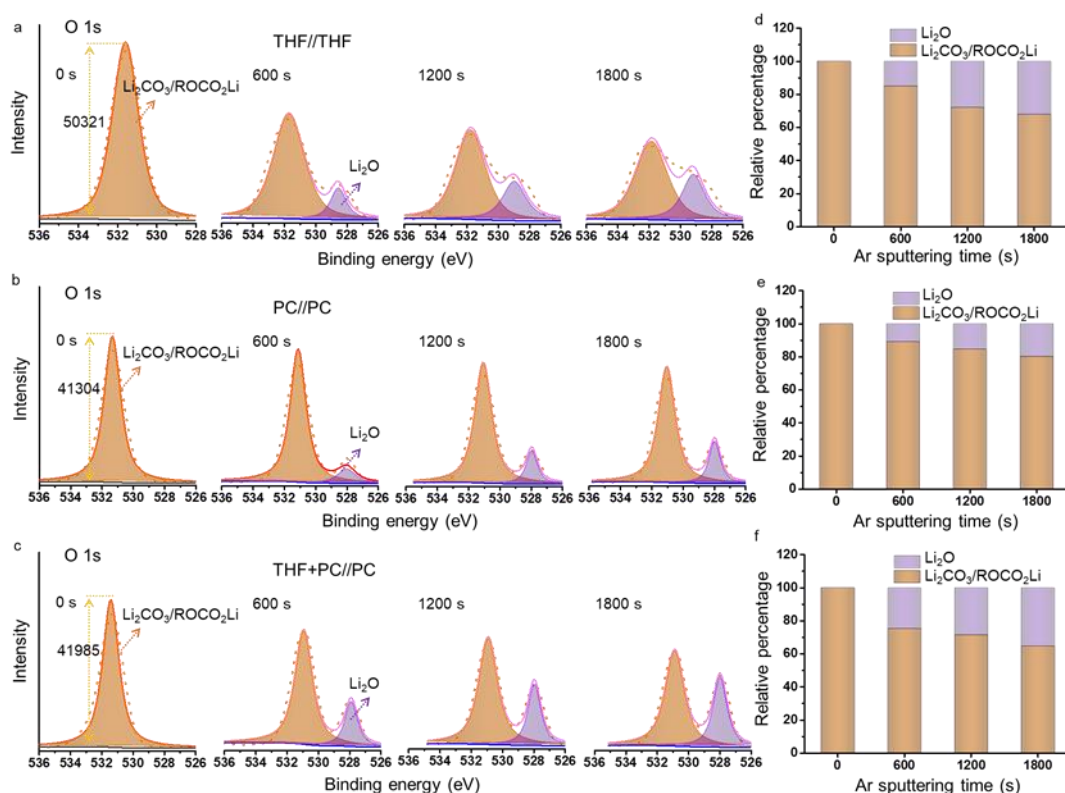 a
O 1s
THF//THF
0 s
Li₂CO₃/ROCO₂Li
600 s
1200 s
1800 s
50321
Li₂O
Intensity
536 534 532 530 528
536 534 532 530 528 526
536 534 532 530 528 526
536 534 532 530 528 526
Binding energy (eV)
d
Li₂O
Li₂CO₃/ROCO₂Li
Relative percentage
120
100
80
60
40
20
0
0 600 1200 1800
Ar sputtering time (s)
b
O 1s
PC//PC
0 s
Li₂CO₃/ROCO₂Li
600 s
1200 s
1800 s
41304
Li₂O
Intensity
536 534 532 530 528 526
536 534 532 530 528 526
536 534 532 530 528 526
536 534 532 530 528 526
Binding energy (eV)
e
Li₂O
Li₂CO₃/ROCO₂Li
Relative percentage
120
100
80
60
40
20
0
0 600 1200 1800
Ar sputtering time (s)
c
O 1s
THF+PC//PC
0 s
Li₂CO₃/ROCO₂Li
600 s
1200 s
1800 s
41985
Li₂O
Intensity
536 534 532 530 528 526
536 534 532 530 528 526
536 534 532 530 528 526
536 534 532 530 528 526
Binding energy (eV)
f
Li₂O
Li₂CO₃/ROCO₂Li
Relative percentage
120
100
80
60
40
20
0
0 600 1200 1800
Ar sputtering time (s)